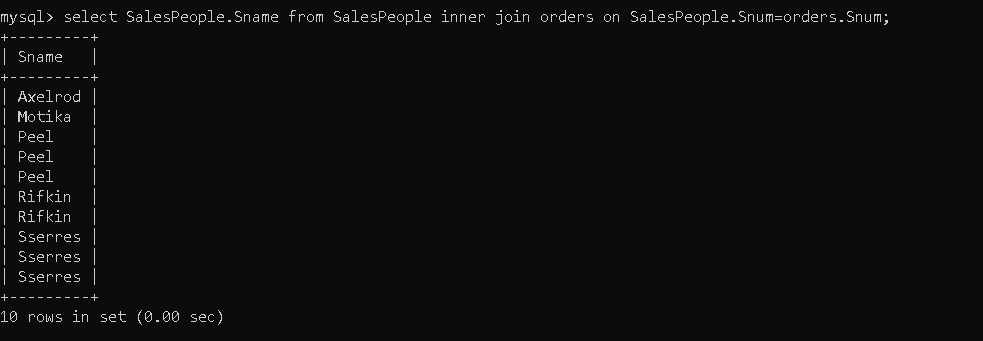 mysql> select SalesPeople.Sname from SalesPeople inner join orders on SalesPeople.Snum=orders.Snum;
+---------+
| Sname   |
+---------+
| Axelrod |
| Motika  |
| Peel    |
| Peel    |
| Peel    |
| Rifkin  |
| Rifkin  |
| Sserres |
| Sserres |
| Sserres |
+---------+
10 rows in set (0.00 sec)